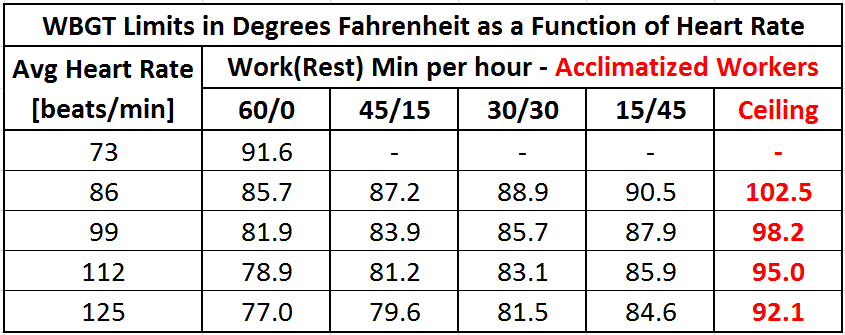 WBGT Limits in Degrees Fahrenheit as a Function of Heart Rate
Avg Heart Rate [beats/min] Work(Rest) Min per hour - Acclimatized Workers
60/0 45/15 30/30 15/45 Ceiling
73 91.6 - - - -
86 85.7 87.2 88.9 90.5 102.5
99 81.9 83.9 85.7 87.9 98.2
112 78.9 81.2 83.1 85.9 95.0
125 77.0 79.6 81.5 84.6 92.1